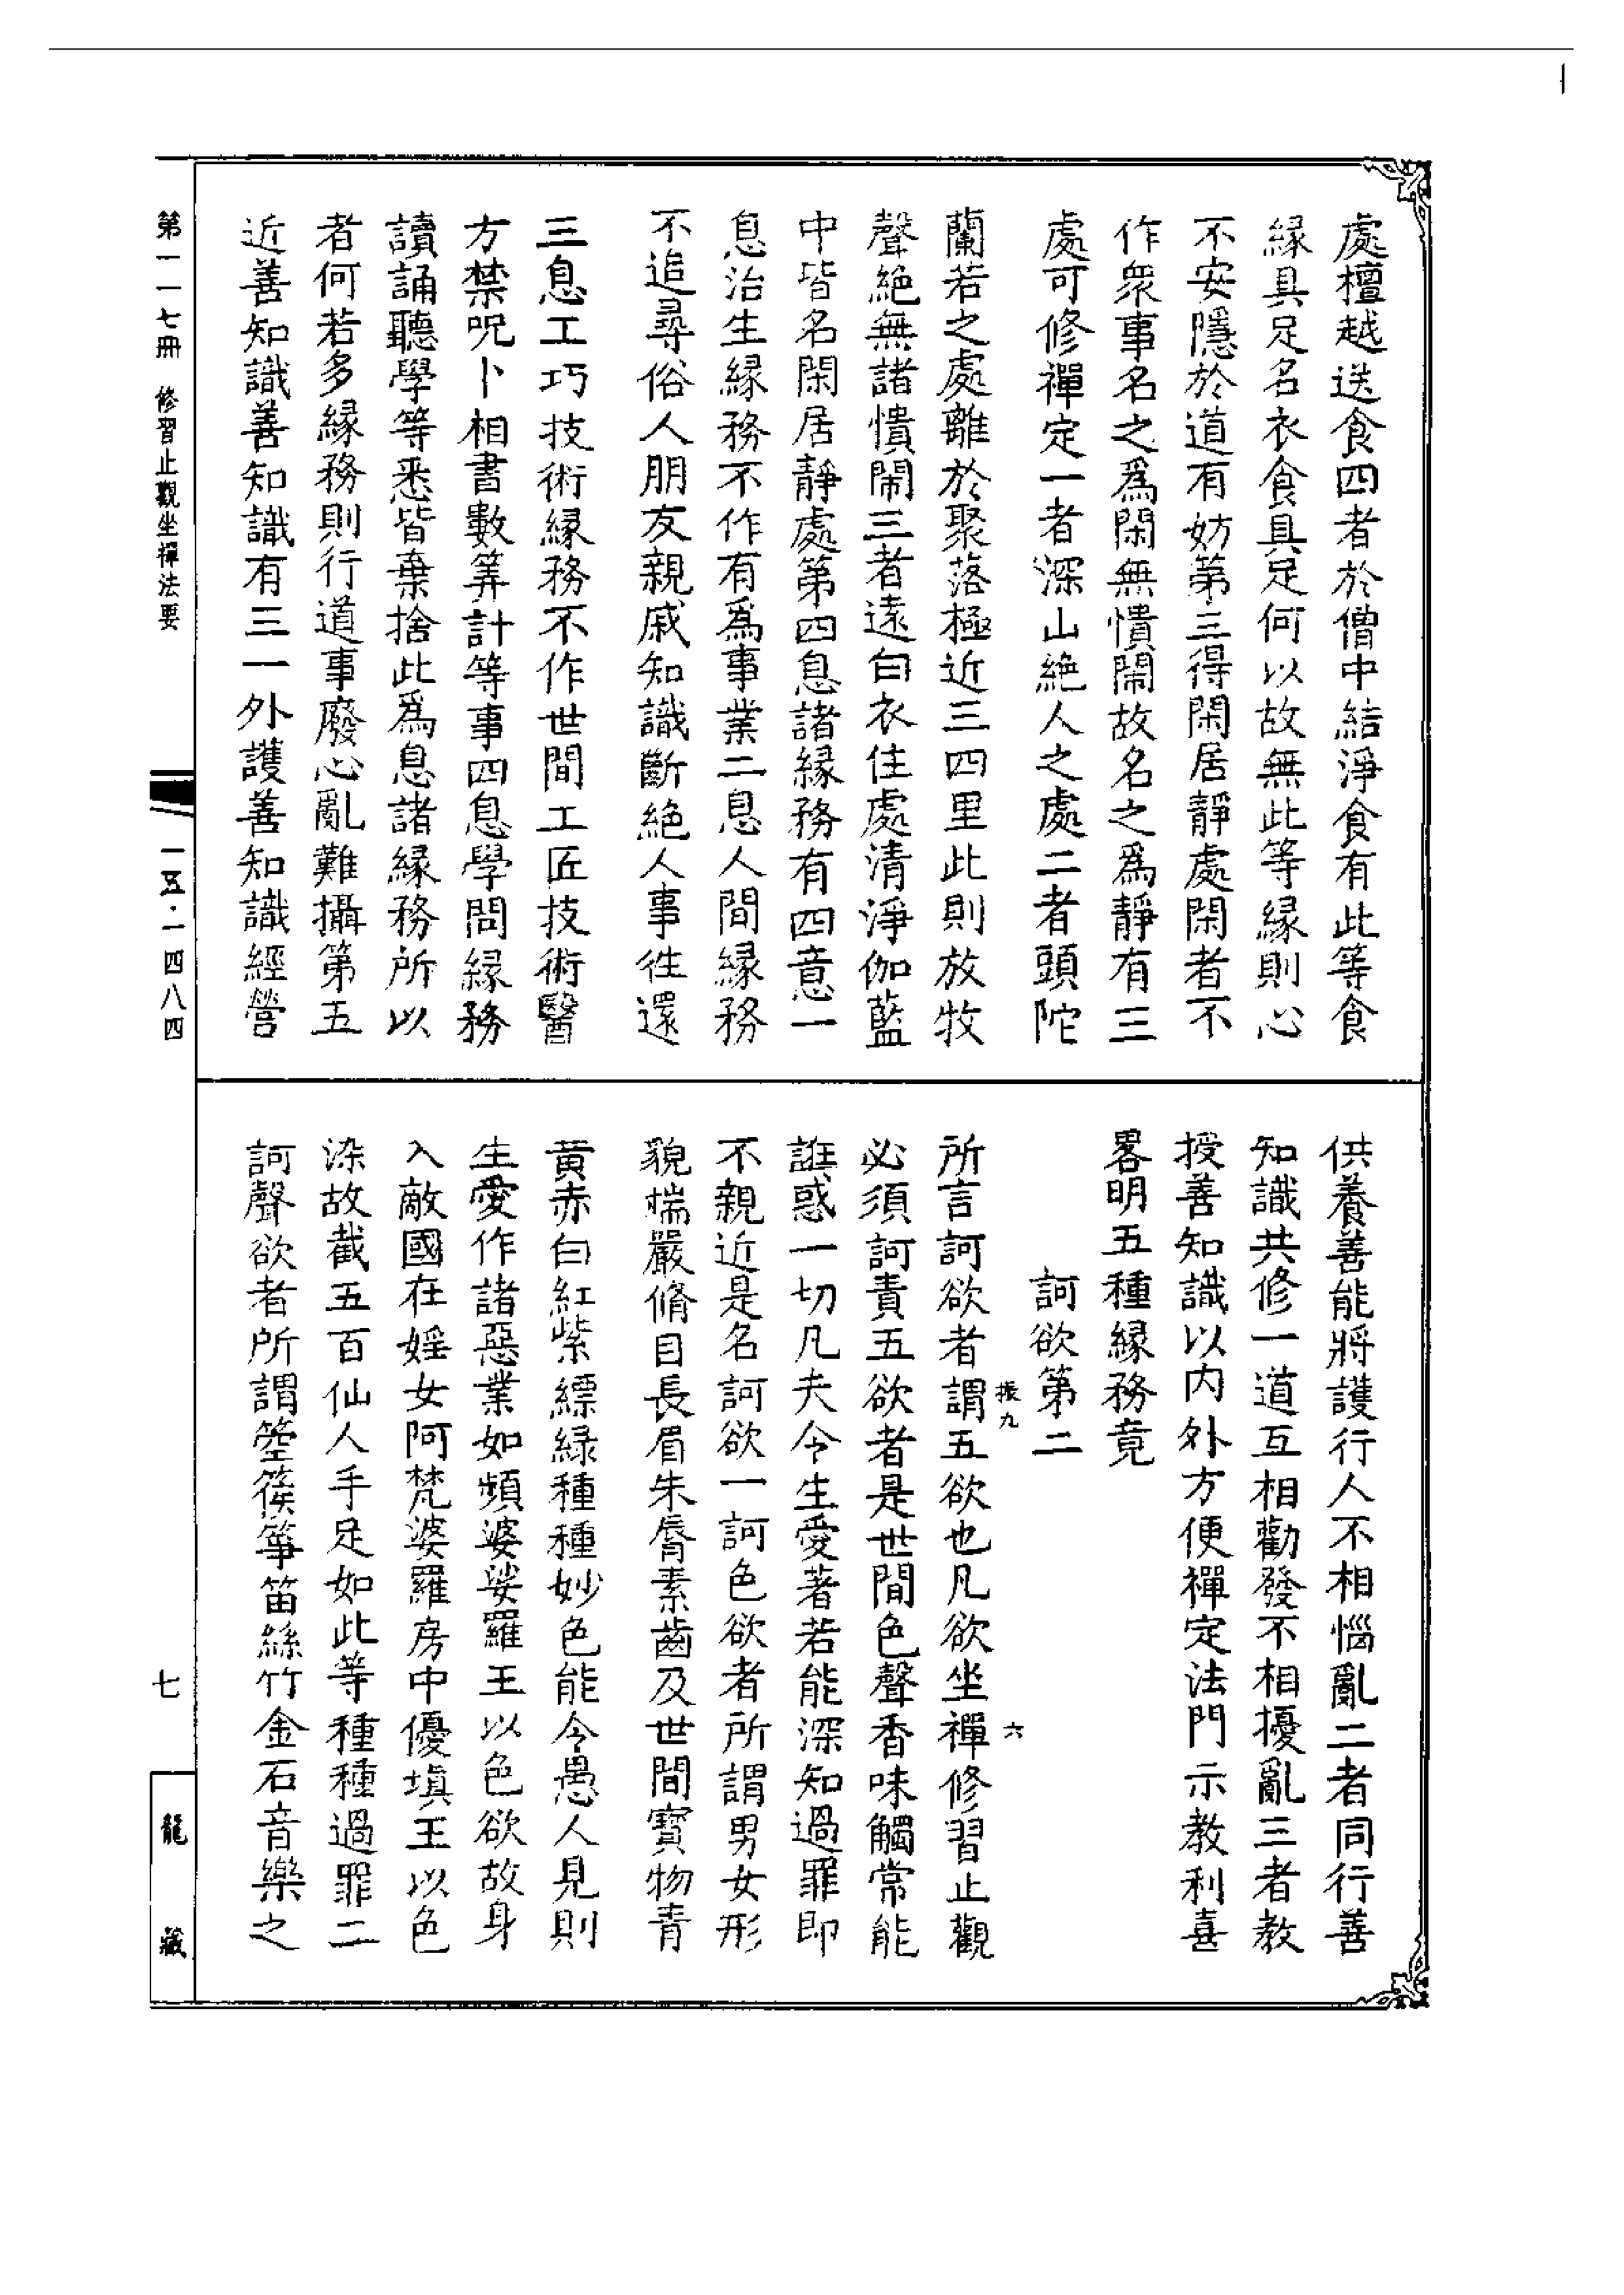 處檀越送食四者於僧中結淨食有此等食
緣具足名衣食具足何以故無此等緣則心
不安隱於道有妨第三得閑居靜處閑者不
作衆事名之爲閑無憒鬧故名之爲靜有三
處可修禪定一者深山絶人之處二者頭陀
蘭若之處離於聚落極近三四里此則放牧
聲絶無諸憒鬧三者遠白衣住處清淨伽藍
中皆名閑居靜處第四息諸緣務有四意一
息治生緣務不作有爲事業二息人間緣務
不追尋俗人朋友親戚知識斷絶人事往還
三息工巧技術緣務不作世間工匠技術醫
方禁呪卜相書數筭計等事四息學問緣務
讀誦聽學等悉皆棄捨此爲息諸緣務所以
者何若多緣務則行道事廢心亂難攝第五
近善知識善知識有三一外護善知識經營
供養善能將護行人不相惱亂二者同行善
知識共修一道互相勸發不相擾亂三者教
授善知識以内外方便禪定法門示教利喜
畧明五種緣務竟
訶欲第二
振九 六
所言訶欲者謂五欲也凡欲坐禪修習止觀
必須訶責五欲者是世間色聲香味觸常能
誑惑一切凡夫令生愛著若能深知過罪即
不親近是名訶欲一訶色欲者所謂男女形
貌端嚴脩目長眉朱脣素齒及世間寶物青
黄赤白紅紫縹緑種種妙色能令愚人見則
生愛作諸惡業如頻婆娑羅王以色欲故身
入敵國在婬女阿梵婆羅房中優填王以色
染故截五百仙人手足如此等種種過罪二
訶聲欲者所謂箜篌箏笛絲竹金石音樂之
第一一七冊 修習止觀坐禪法要
一五·一四八四
七
龍藏